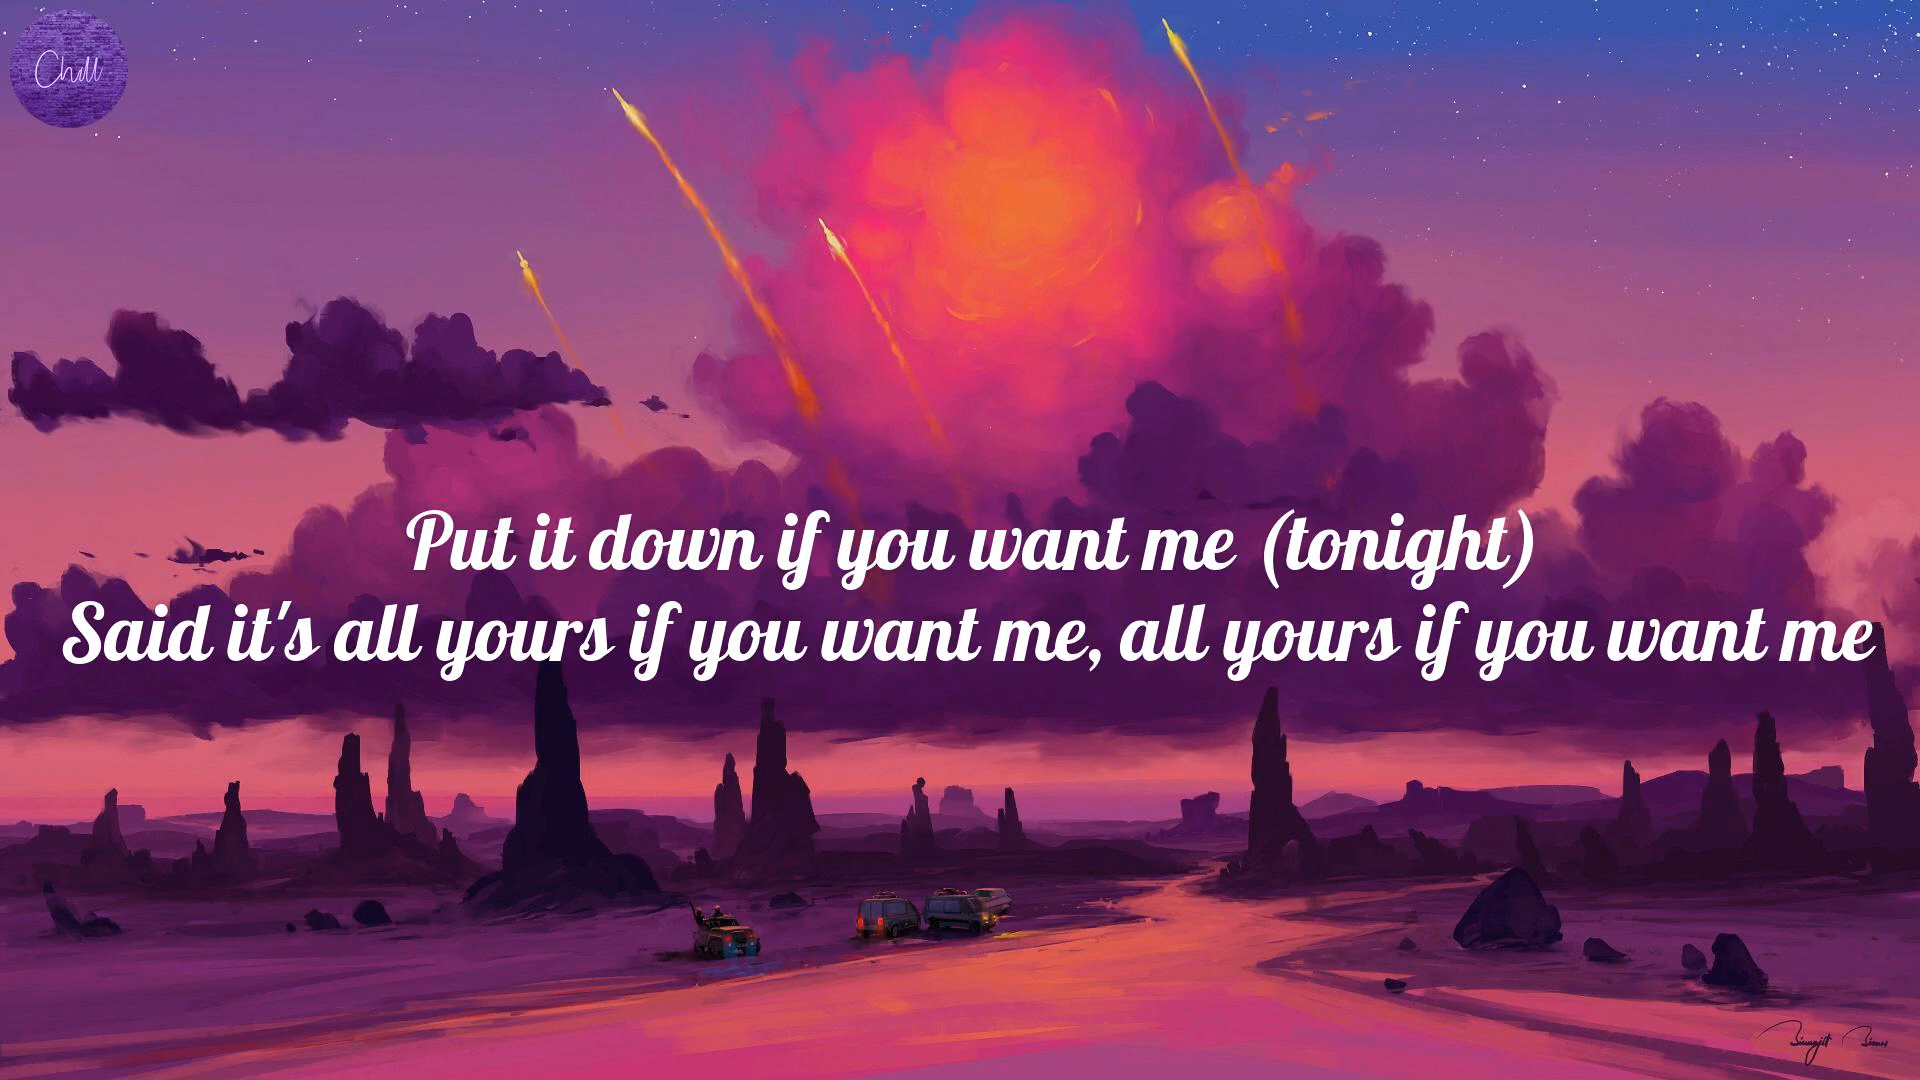 Chill
Put it down if you want me (tonight)
Said it's all yours if you want me, all yours if you want me